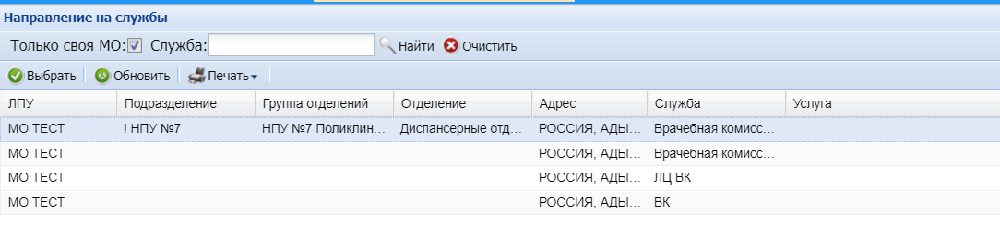 Направление на службы
Только своя МО: Служба: Найти Очистить
Выбрать Обновить Печать
ЛПУ Подразделение Группа отделений Отделение Адрес Служба Услуга
МО ТЕСТ ! НПУ №7 НПУ №7 Поликлин... Диспансерные отд... РОССИЯ, АДЫ... Врачебная комисс...
МО ТЕСТ РОССИЯ, АДЫ... Врачебная комисс...
МО ТЕСТ РОССИЯ, АДЫ... ЛЦ ВК
МО ТЕСТ РОССИЯ, АДЫ... ВК